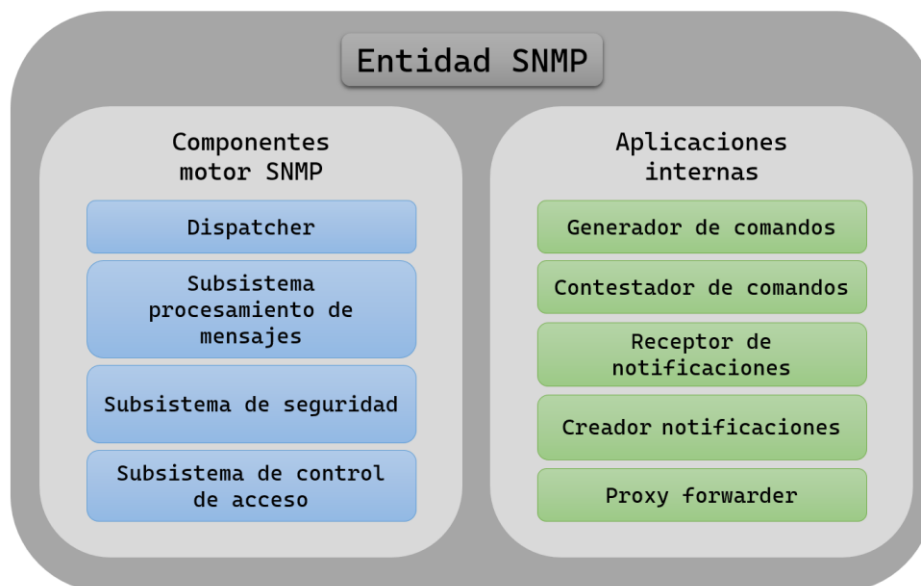 Entidad SNMP
Componentes
motor SNMP
Dispatcher
Subsistema
procesamiento de
mensajes
Subsistema de seguridad
Subsistema de control
de acceso
Aplicaciones
internas
Generador de comandos
Contestador de comandos
Receptor de
notificaciones
Creador notificaciones
Proxy forwarder